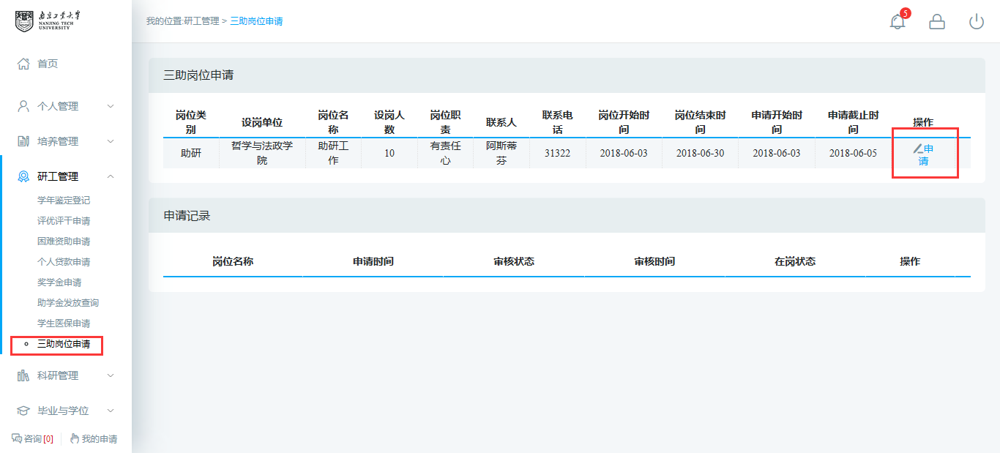 南京工业大学
NANJING TECH
UNIVERSITY
我的位置:研工管理 > 三助岗位申请
5
首页
个人管理
培养管理
研工管理
学年鉴定登记
评优评干申请
困难资助申请
个人贷款申请
奖学金申请
助学金发放查询
学生医保申请
三助岗位申请
科研管理
毕业与学位
咨询[0] 我的申请
三助岗位申请
岗位类别 设岗单位 岗位名称 设岗人数 岗位职责 联系人 联系电话 岗位开始时间 岗位结束时间 申请开始时间 申请截止时间 操作
助研 哲学与法政学院 助研工作 10 有责任心 阿斯蒂芬 31322 2018-06-03 2018-06-30 2018-06-03 2018-06-05 申请
申请记录
岗位名称 申请时间 审核状态 审核时间 在岗状态 操作